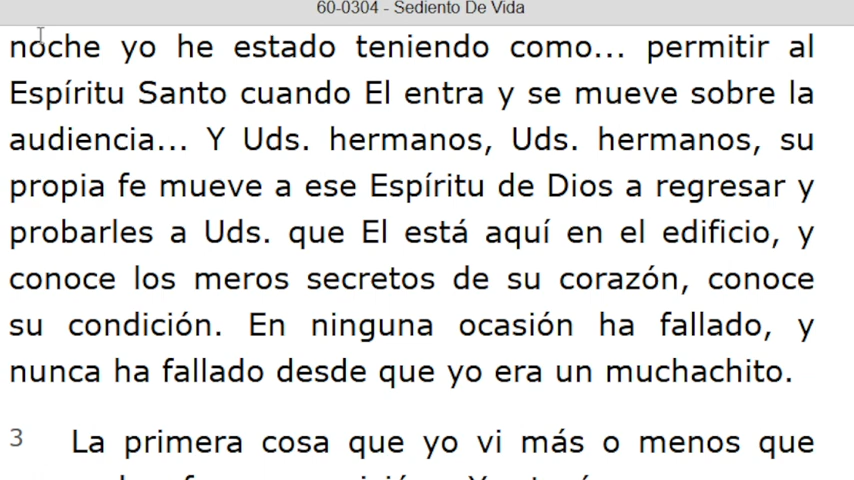 60-0304 - Sediento De Vida
noche yo he estado teniendo como... permitir al
Espíritu Santo cuando El entra y se mueve sobre la
audiencia... Y Uds. hermanos, Uds. hermanos, su
propia fe mueve a ese Espíritu de Dios a regresar y
probarles a Uds. que El está aquí en el edificio, y
conoce los meros secretos de su corazón, conoce
su condición. En ninguna ocasión ha fallado, y
nunca ha fallado desde que yo era un muchachito.
3 La primera cosa que yo vi más o menos que